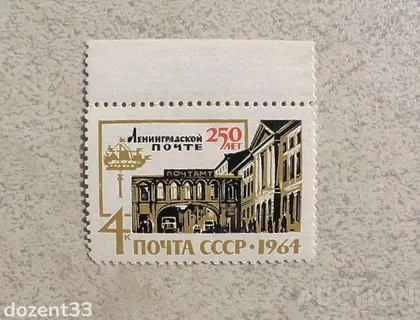 Ленинградской
почте
250
лет
ПОЧТАМТ
4к
ПОЧТА СССР·1964
dozent33
AUCTION